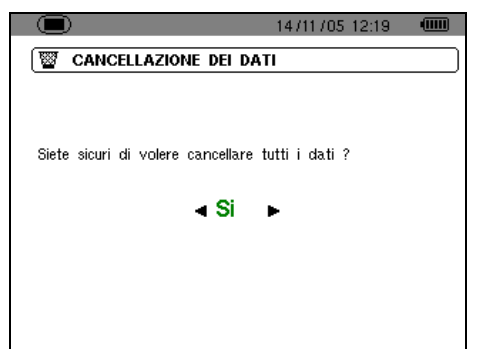 14/11/05 12:19
CANCELLAZIONE DEI DATI
Siete sicuri di volere cancellare tutti i dati ?
Si